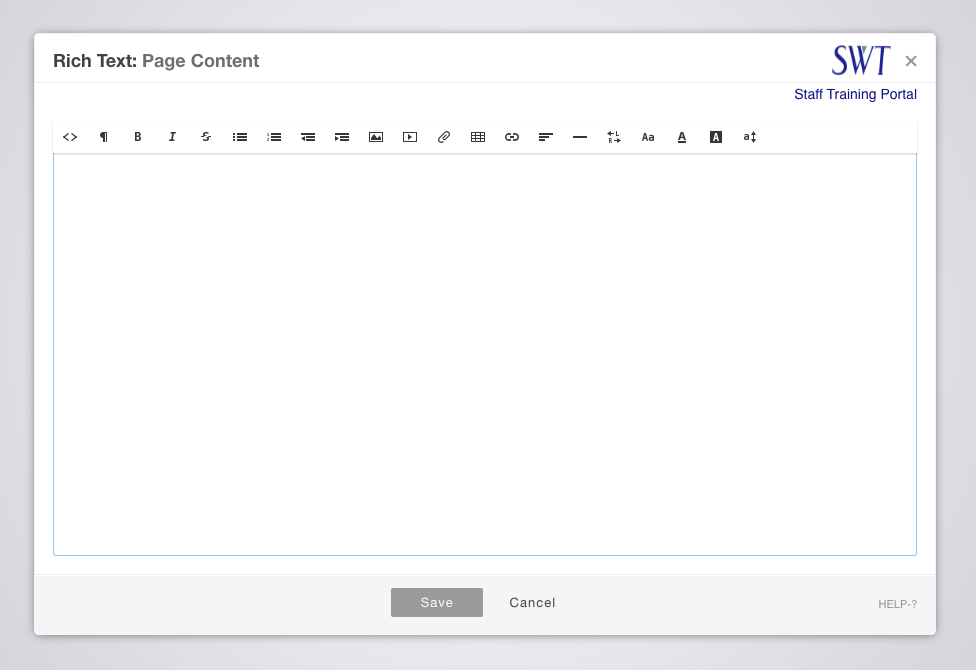 Rich Text: Page Content
SWT
Staff Training Portal
<> ¶ B I S Aa A A a
Save Cancel
HELP-?